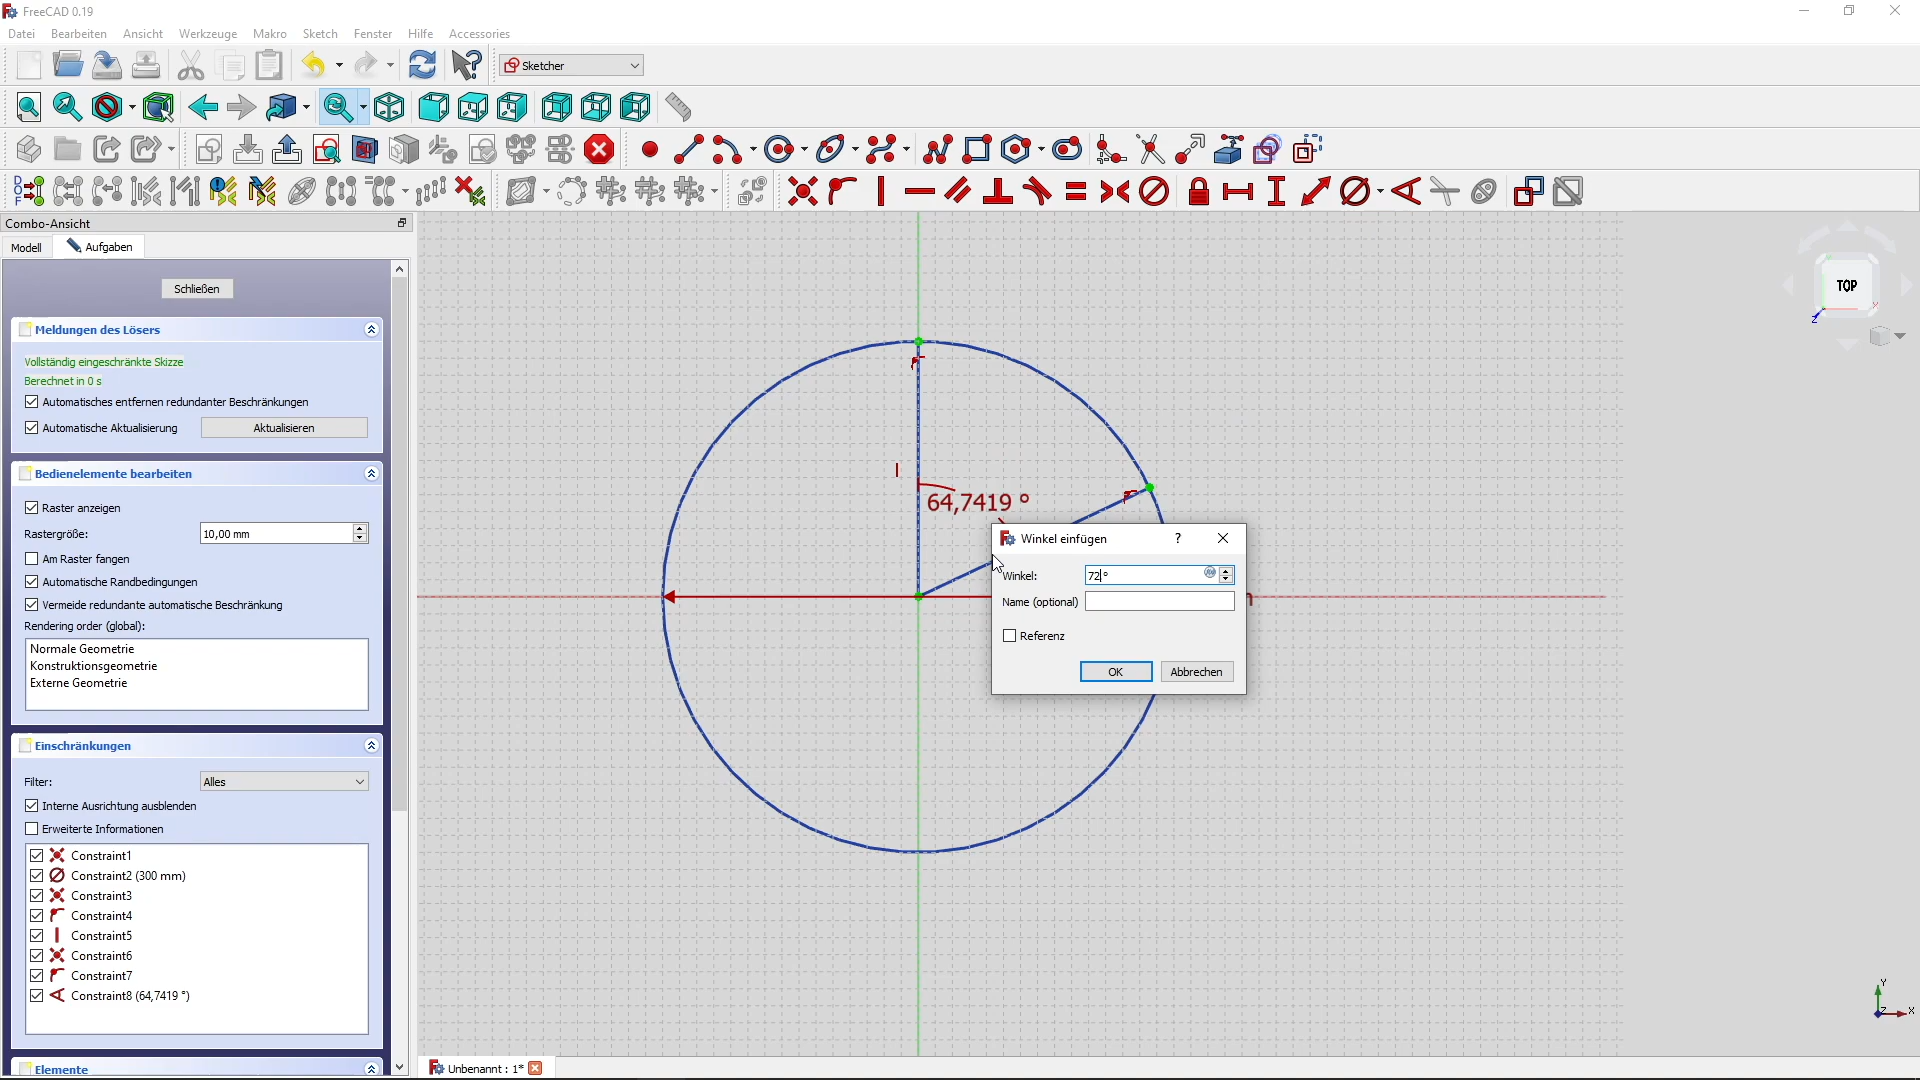 FreeCAD 0.19
Datei Bearbeiten Ansicht Werkzeuge Makro Sketch Fenster Hilfe Accessories
Sketcher
Combo-Ansicht
Modell Aufgaben
Schließen
Meldungen des Lösers
Vollständig eingeschränkte Skizze
Berechnet in 0 s
Automatisches entfernen redundanter Beschränkungen
Automatische Aktualisierung Aktualisieren
Bedienelemente bearbeiten
Raster anzeigen
Rastergröße: 10,00 mm
Am Raster fangen
Automatische Randbedingungen
Vermeide redundante automatische Beschränkung
Rendering order (global):
Normale Geometrie
Konstruktionsgeometrie
Externe Geometrie
Einschränkungen
Filter: Alles
Interne Ausrichtung ausblenden
Erweiterte Informationen
Constraint1
Constraint2 (300 mm)
Constraint3
Constraint4
Constraint5
Constraint6
Constraint7
Constraint8 (64,7419 °)
Elemente
64,7419 °
Winkel einfügen ?
Winkel: 72 °
Name (optional)
Referenz
OK Abbrechen
TOP
Z X
Y
Z X
Unbenannt : 1*